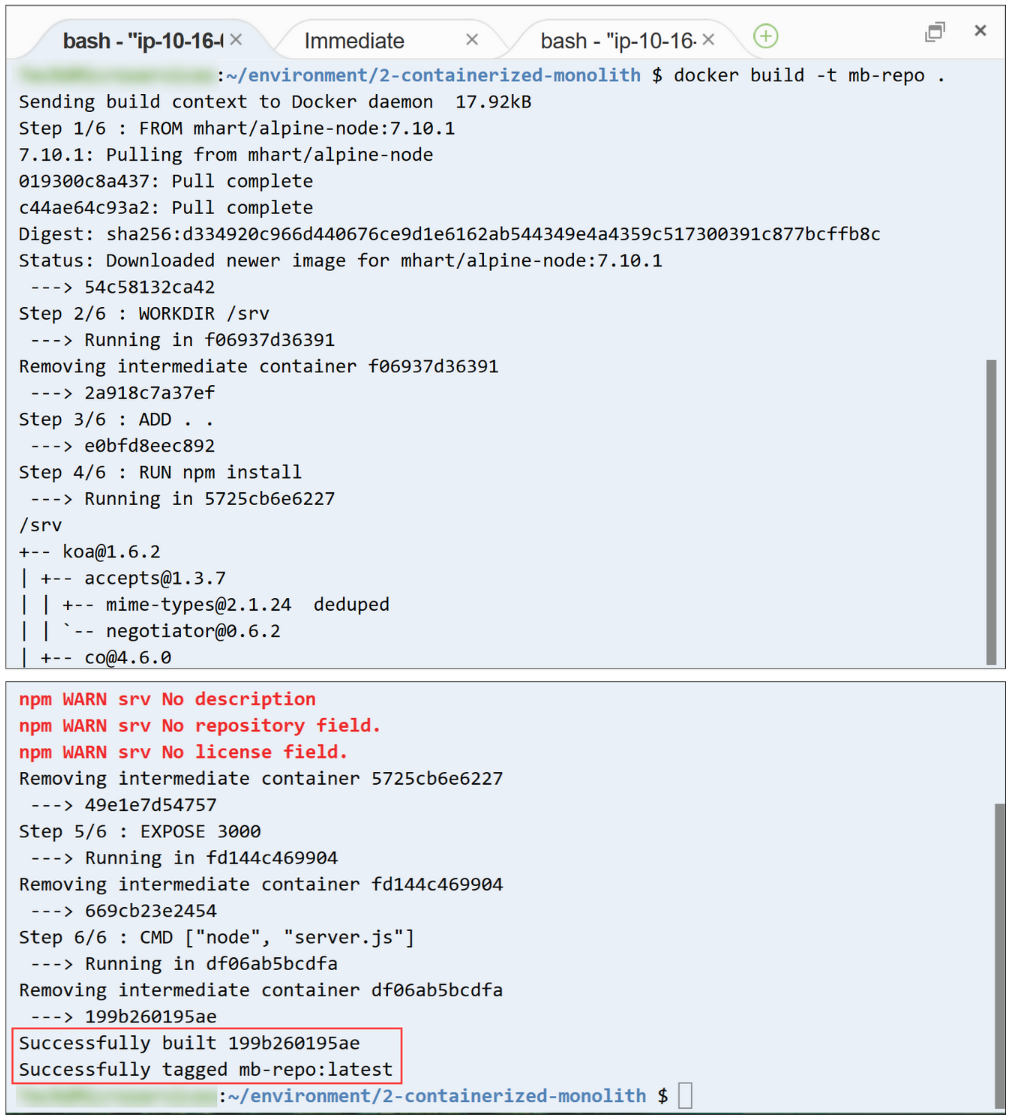 bash - "ip-10-16-
Immediate
bash - "ip-10-16-
:~/environment/2-containerized-monolith $ docker build -t mb-repo .
Sending build context to Docker daemon  17.92kB
Step 1/6 : FROM mhart/alpine-node:7.10.1
7.10.1: Pulling from mhart/alpine-node
019300c8a437: Pull complete
c44ae64c93a2: Pull complete
Digest: sha256:d334920c966d440676ce9d1e6162ab544349e4a4359c517300391c877bcffb8c
Status: Downloaded newer image for mhart/alpine-node:7.10.1
 ---> 54c58132ca42
Step 2/6 : WORKDIR /srv
 ---> Running in f06937d36391
Removing intermediate container f06937d36391
 ---> 2a918c7a37ef
Step 3/6 : ADD . .
 ---> e0bfd8eec892
Step 4/6 : RUN npm install
 ---> Running in 5725cb6e6227
/srv
+-- koa@1.6.2
| +-- accepts@1.3.7
| | +-- mime-types@2.1.24  deduped
| | `-- negotiator@0.6.2
| +-- co@4.6.0
npm WARN srv No description
npm WARN srv No repository field.
npm WARN srv No license field.
Removing intermediate container 5725cb6e6227
 ---> 49e1e7d54757
Step 5/6 : EXPOSE 3000
 ---> Running in fd144c469904
Removing intermediate container fd144c469904
 ---> 669cb23e2454
Step 6/6 : CMD ["node", "server.js"]
 ---> Running in df06ab5bcdfa
Removing intermediate container df06ab5bcdfa
 ---> 199b260195ae
Successfully built 199b260195ae
Successfully tagged mb-repo:latest
:~/environment/2-containerized-monolith $